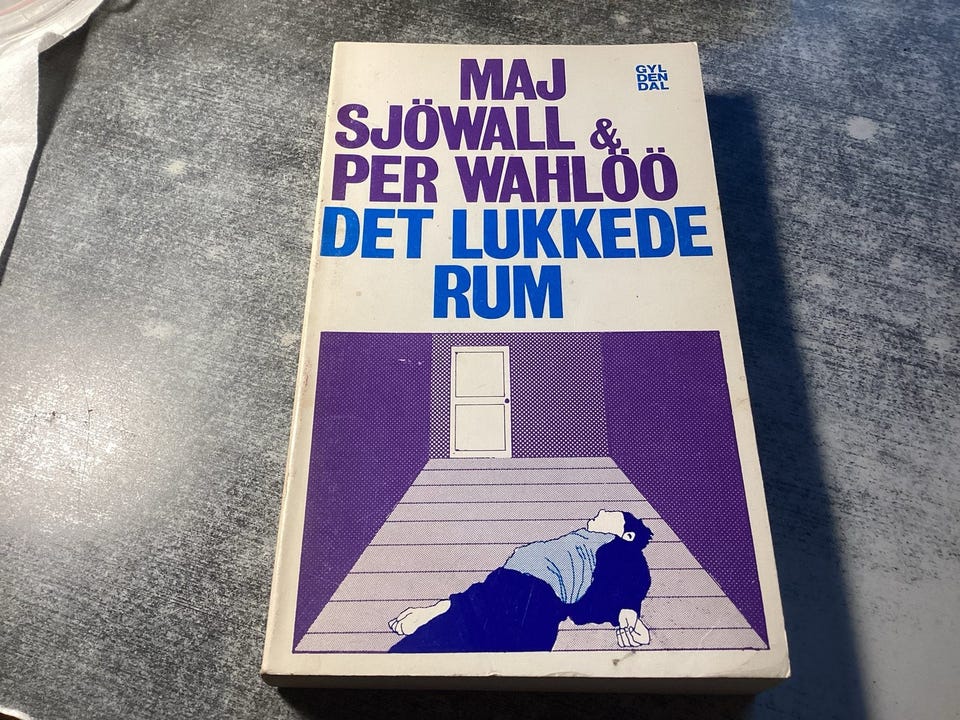 MAJ
SJÖWALL &
PER WAHLÖÖ
DET LUKKEDE
RUM
GYL
DEN
DAL